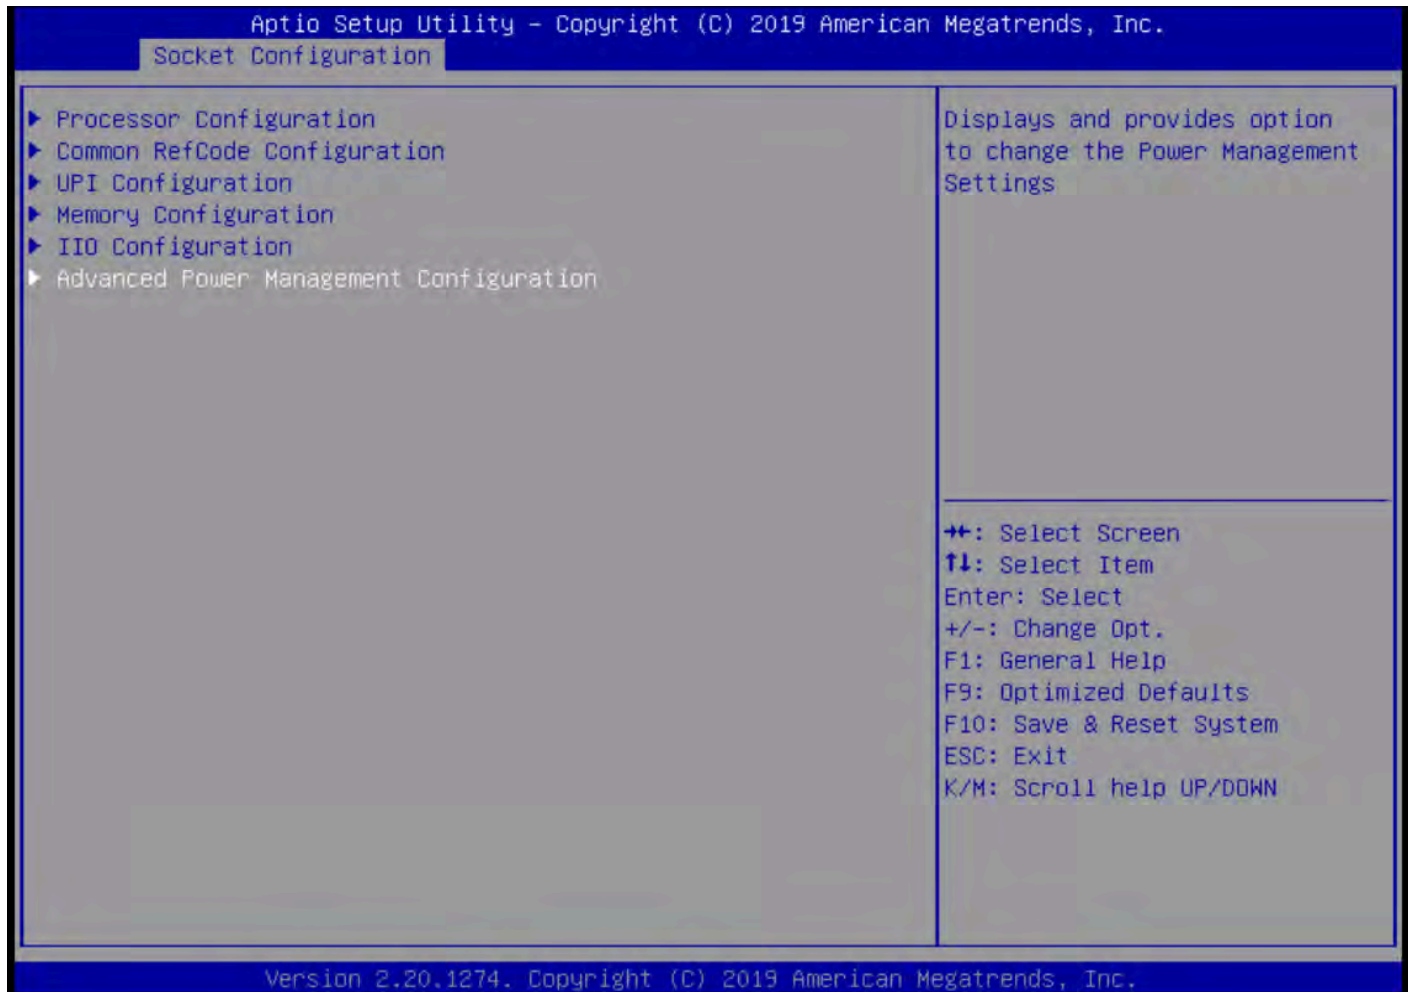 Aptio Setup Utility – Copyright (C) 2019 American Megatrends, Inc.
Socket Configuration
▶ Processor Configuration
▶ Common RefCode Configuration
▶ UPI Configuration
▶ Memory Configuration
▶ IIO Configuration
▶ Advanced Power Management Configuration
Displays and provides option
to change the Power Management
Settings
→←: Select Screen
↑↓: Select Item
Enter: Select
+/-: Change Opt.
F1: General Help
F9: Optimized Defaults
F10: Save & Reset System
ESC: Exit
K/M: Scroll help UP/DOWN
Version 2.20.1274. Copyright (C) 2019 American Megatrends, Inc.